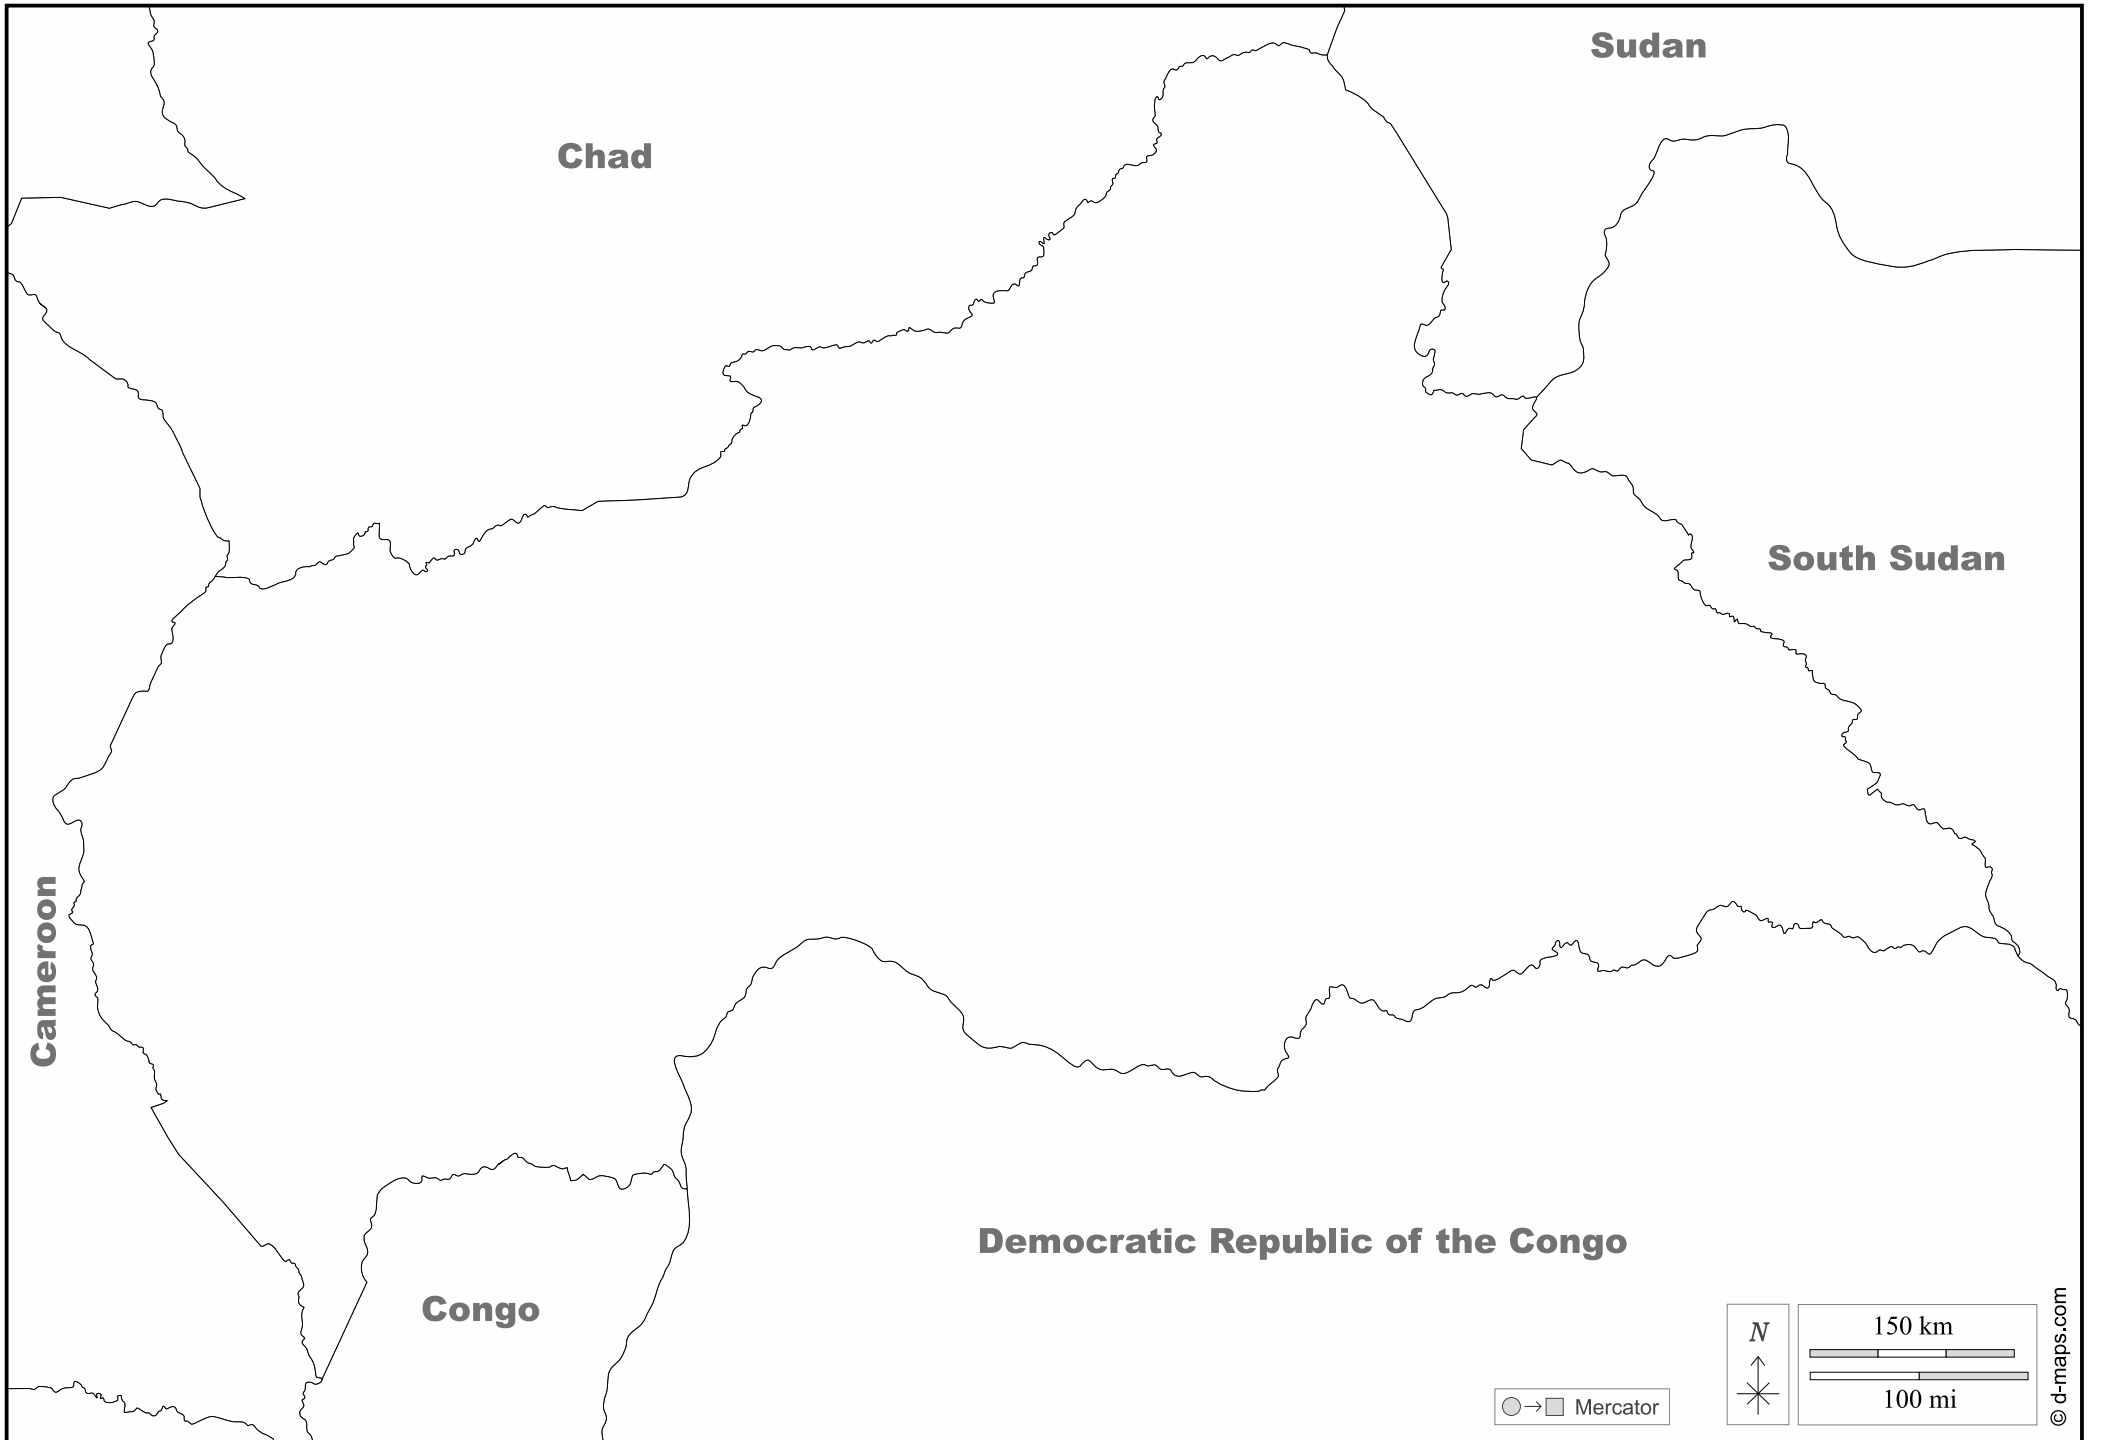 Sudan
Chad
South Sudan
Cameroon
Democratic Republic of the Congo
Congo
N
150 km
100 mi
Mercator
© d-maps.com